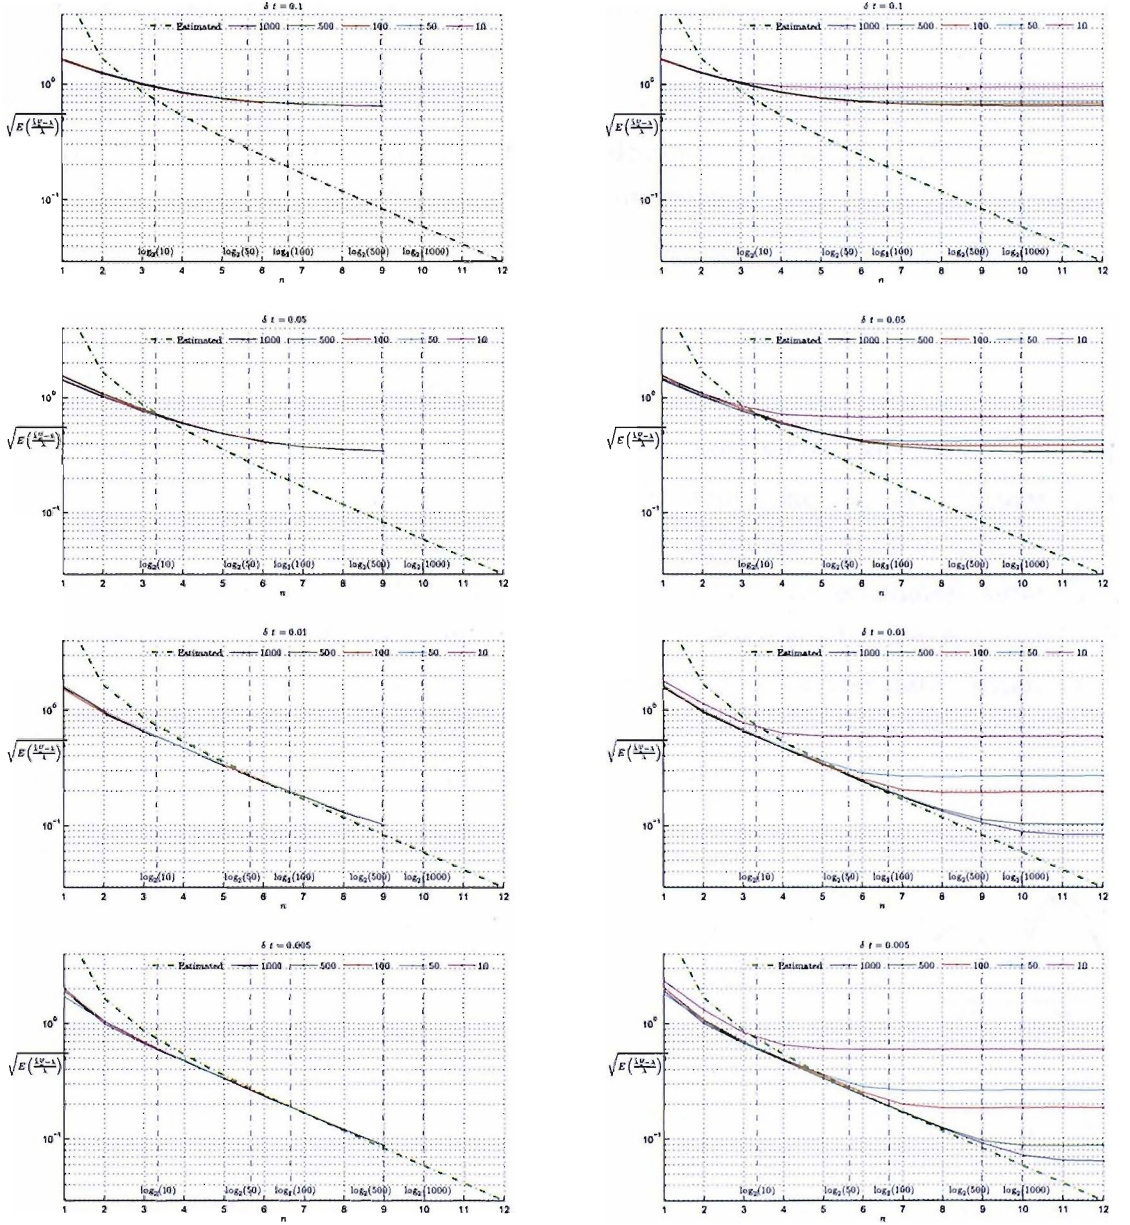 δ t = 0.1
Estimated 1000 500 100 50 10
10⁰
10⁻¹
log₂(10) log₂(50) log₂(100) log₂(500) log₂(1000)
1 2 3 4 5 6 7 8 9 10 11 12
n
δ t = 0.1
Estimated 1000 500 100 50 10
10⁰
10⁻¹
log₂(10) log₂(50) log₂(100) log₂(500) log₂(1000)
1 2 3 4 5 6 7 8 9 10 11 12
n
δ t = 0.05
Estimated 1000 500 100 50 10
10⁰
10⁻¹
log₂(10) log₂(50) log₂(100) log₂(500) log₂(1000)
1 2 3 4 5 6 7 8 9 10 11 12
n
δ t = 0.05
Estimated 1000 500 100 50 10
10⁰
10⁻¹
log₂(10) log₂(50) log₂(100) log₂(500) log₂(1000)
1 2 3 4 5 6 7 8 9 10 11 12
n
δ t = 0.01
Estimated 1000 500 100 50 10
10⁰
10⁻¹
log₂(10) log₂(50) log₂(100) log₂(500) log₂(1000)
1 2 3 4 5 6 7 8 9 10 11 12
n
δ t = 0.01
Estimated 1000 500 100 50 10
10⁰
10⁻¹
log₂(10) log₂(50) log₂(100) log₂(500) log₂(1000)
1 2 3 4 5 6 7 8 9 10 11 12
n
δ t = 0.005
Estimated 1000 500 100 50 10
10⁰
10⁻¹
log₂(10) log₂(50) log₂(100) log₂(500) log₂(1000)
1 2 3 4 5 6 7 8 9 10 11 12
n
δ t = 0.005
Estimated 1000 500 100 50 10
10⁰
10⁻¹
log₂(10) log₂(50) log₂(100) log₂(500) log₂(1000)
1 2 3 4 5 6 7 8 9 10 11 12
n